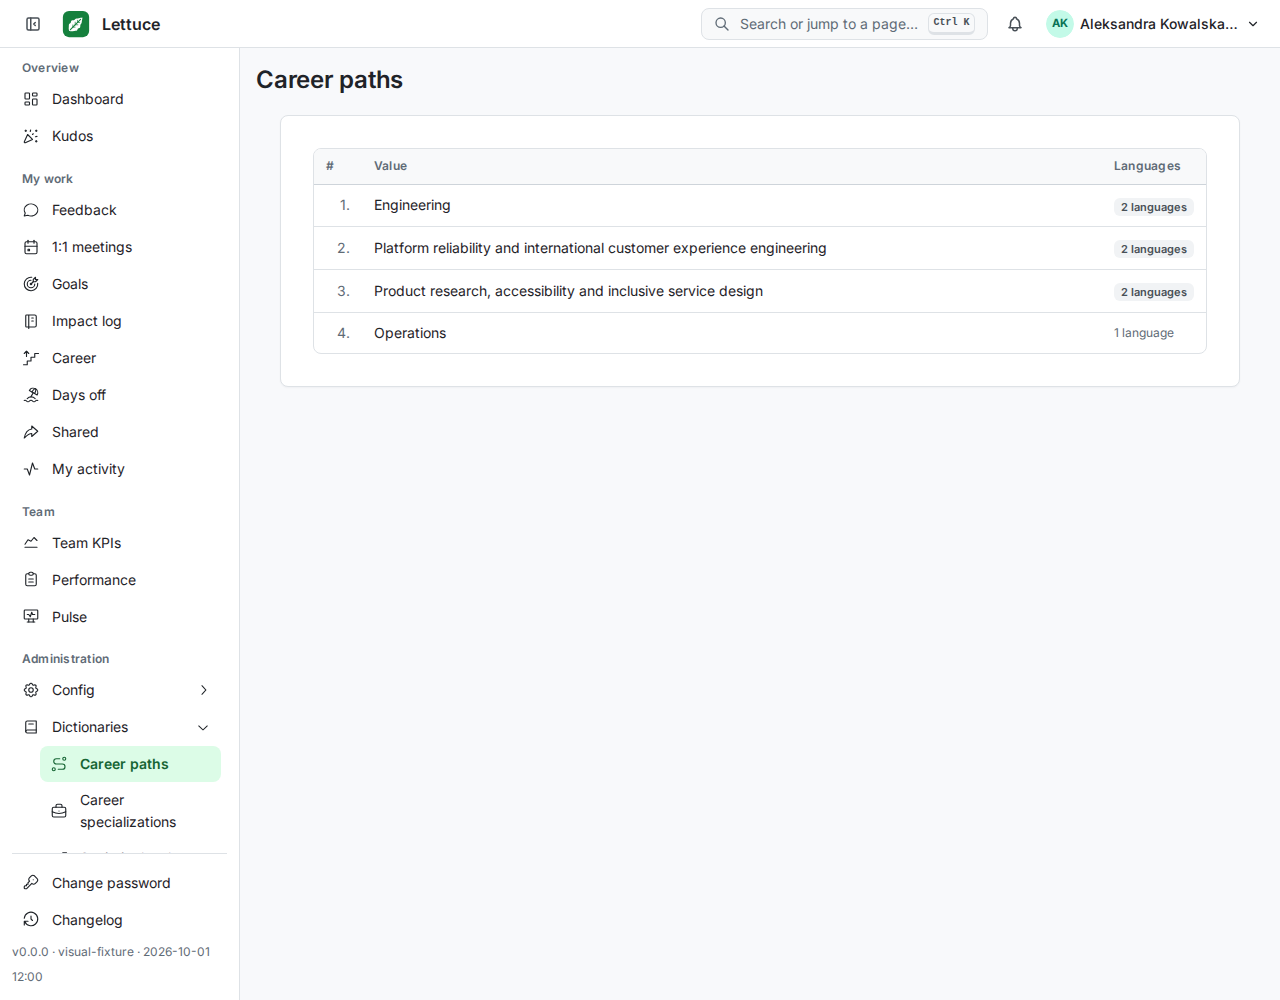 Lettuce
Search or jump to a page...
Ctrl K
AK
Aleksandra Kowalska...
Overview
Dashboard
Kudos
My work
Feedback
1:1 meetings
Goals
Impact log
Career
Days off
Shared
My activity
Team
Team KPIs
Performance
Pulse
Administration
Config
Dictionaries
Career paths
Career
specializations
Change password
Changelog
v0.0.0 · visual-fixture · 2026-10-01
12:00
Career paths
# Value Languages
1. Engineering 2 languages
2. Platform reliability and international customer experience engineering 2 languages
3. Product research, accessibility and inclusive service design 2 languages
4. Operations 1 language